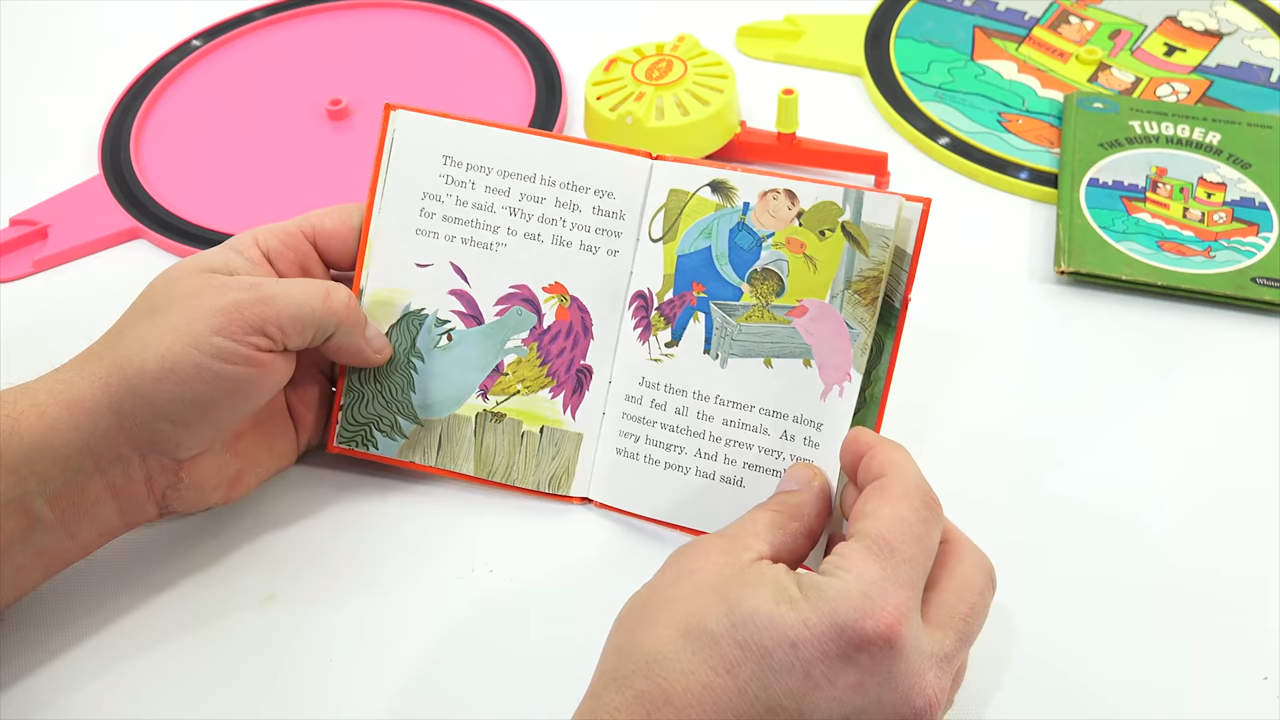 The pony opened his other eye.
"Don't need your help, thank
you," he said. "Why don't you crow
for something to eat, like hay or
corn or wheat?"
Just then the farmer came along
and fed all the animals. As the
rooster watched he grew very, very
very hungry. And he
what the pony had said.
TUGGER
T
TALKING PUZZLE STORY BOOK
TUGGER
THE BUSY HARBOR TUG
T